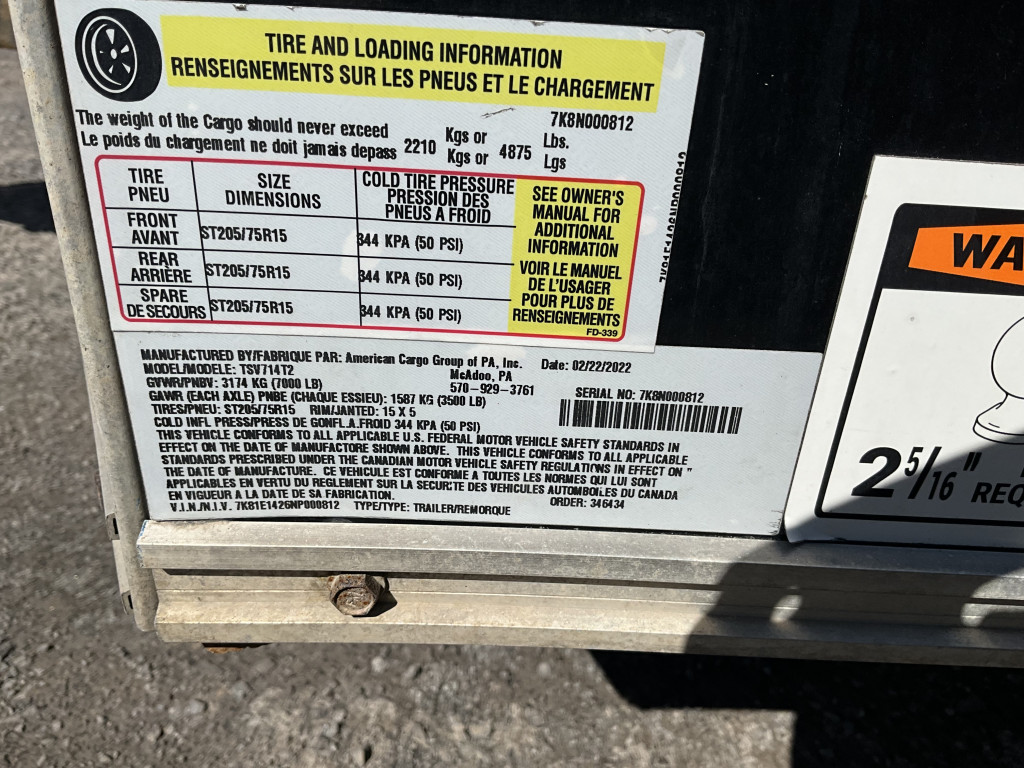 TIRE AND LOADING INFORMATION
RENSEIGNEMENTS SUR LES PNEUS ET LE CHARGEMENT
7K8N000812
The weight of the Cargo should never exceed 2210 Kgs or 4875 Lbs.
Le poids du chargement ne doit jamais depass Kgs or Lgs
TIRE PNEU
SIZE DIMENSIONS
COLD TIRE PRESSURE PRESSION DES PNEUS A FROID
FRONT AVANT ST205/75R15 344 KPA (50 PSI)
REAR ARRIÈRE ST205/75R15 344 KPA (50 PSI)
SPARE DE SECOURS ST205/75R15 344 KPA (50 PSI)
SEE OWNER'S
MANUAL FOR
ADDITIONAL
INFORMATION
VOIR LE MANUEL
DE L'USAGER
POUR PLUS DE
RENSEIGNEMENTS
FD-339
7K81E1426NP000812
MANUFACTURED BY/FABRIQUE PAR: American Cargo Group of PA, Inc. Date: 02/22/2022
MODEL/MODELE: TSV714T2 McAdoo, PA
GVWR/PNBV: 3174 KG (7000 LB) 570-929-3761
GAWR (EACH AXLE) PNBE (CHAQUE ESSIEU): 1587 KG (3500 LB)
SERIAL NO: 7K8N000812
TIRES/PNEU: ST205/75R15 RIM/JANTED: 15 X 5
COLD INFL PRESS/PRESS DE GONFL.A.FROID 344 KPA (50 PSI)
THIS VEHICLE CONFORMS TO ALL APPLICABLE U.S. FEDERAL MOTOR VEHICLE SAFETY STANDARDS IN
EFFECT ON THE DATE OF MANUFACTORE SHOWN ABOVE. THIS VEHICLE CONFORMS TO ALL APPLICABLE
STANDARDS PRESCRIBED UNDER THE CANADIAN MOTOR VEHICLE SAFETY REGULATIONS IN EFFECT ON "
THE DATE OF MANUFACTURE. CE VEHICULE EST CONFORME A TOUTES LES NORMES QUI LUI SONT
APPLICABLES EN VERTU DU REGLEMENT SUR LA SECURITE DES VEHICULES AUTOMBOILES DU CANADA
EN VIGUEUR A LA DATE DE SA FABRICATION. ORDER: 346434
V.I.N./N.I.V. 7K81E1426NP000812 TYPE/TYPE: TRAILER/REMORQUE
WA
2 5/16"
REQ